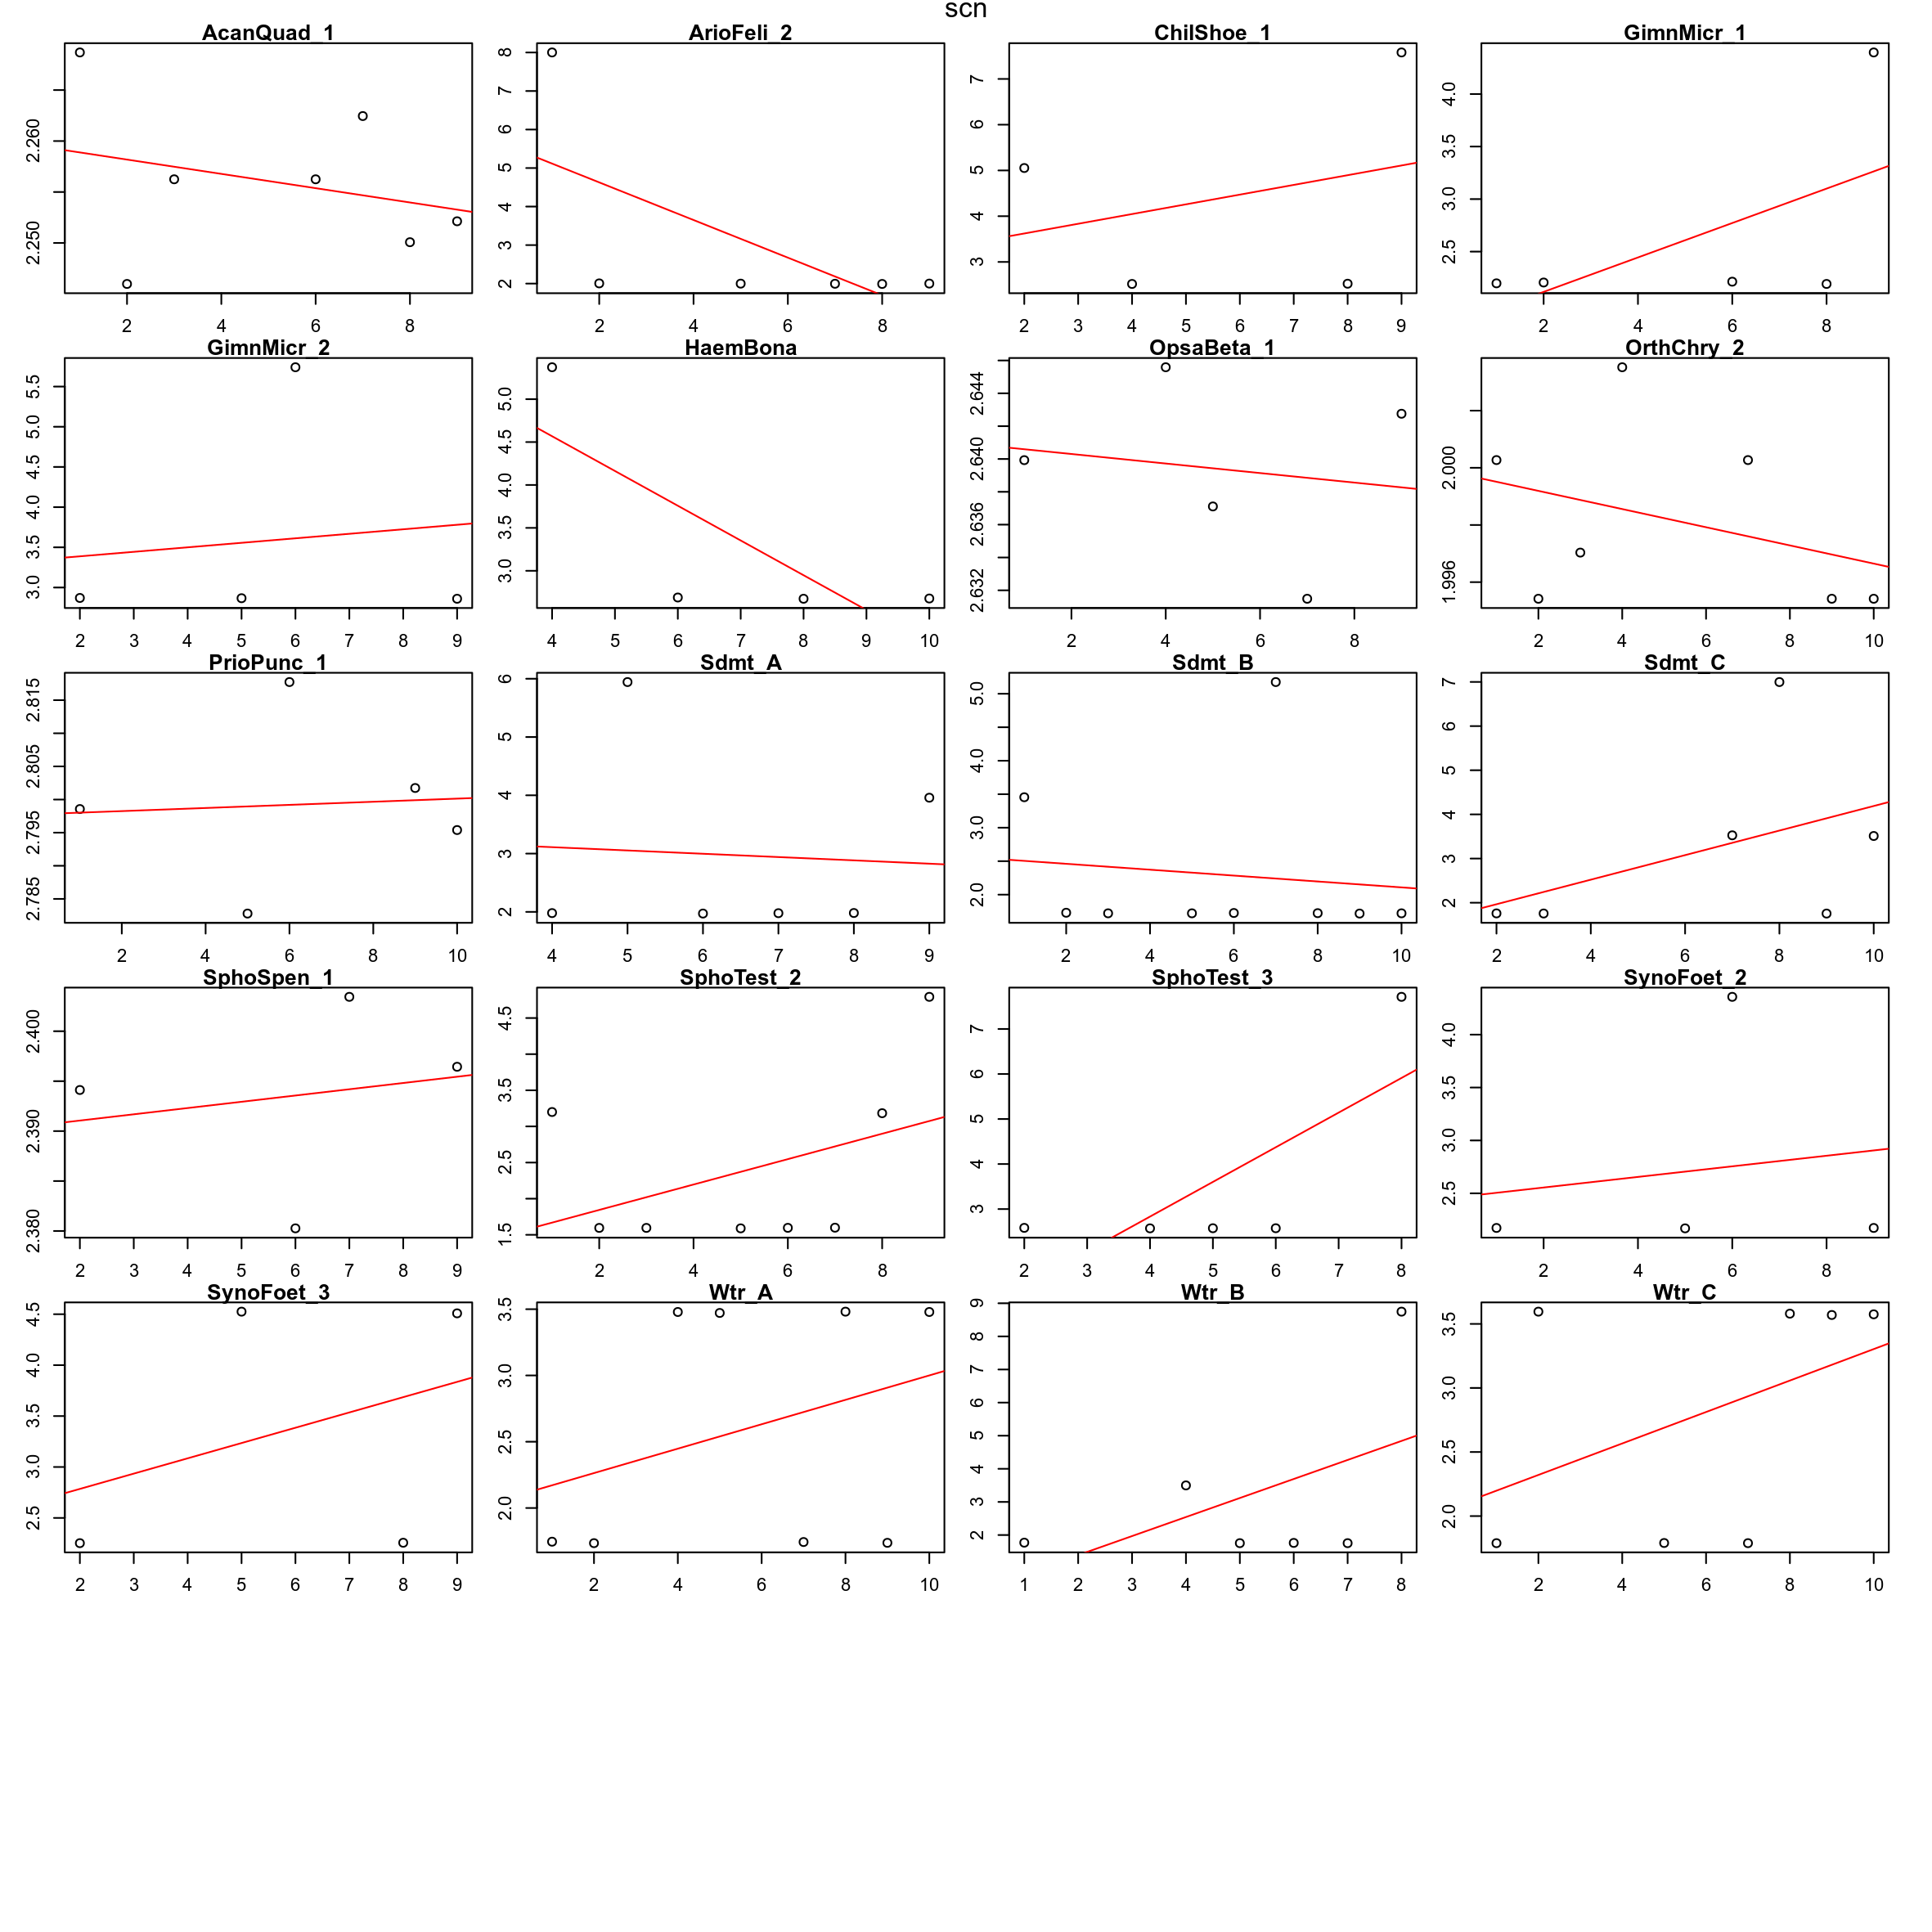 scn
AcanQuad_1 ArioFeli_2 ChilShoe_1 GimnMicr_1
2.250 2.260
2 4 6 8
2 3 4 5 6 7 8
2 4 6 8
3 4 5 6 7
2 3 4 5 6 7 8 9
2.5 3.0 3.5 4.0
2 4 6 8
GimnMicr_2 HaemBona OpsaBeta_1 OrthChry_2
3.0 3.5 4.0 4.5 5.0 5.5
2 3 4 5 6 7 8 9
3.0 3.5 4.0 4.5 5.0
4 5 6 7 8 9 10
2.632 2.636 2.640 2.644
2 4 6 8
1.996 2.000
2 4 6 8 10
PrioPunc_1 Sdmt_A Sdmt_B Sdmt_C
2.785 2.795 2.805 2.815
2 4 6 8 10
2 3 4 5 6
4 5 6 7 8 9
2.0 3.0 4.0 5.0
2 4 6 8 10
2 3 4 5 6 7
2 4 6 8 10
SphoSpen_1 SphoTest_2 SphoTest_3 SynoFoet_2
2.380 2.390 2.400
2 3 4 5 6 7 8 9
1.5 2.5 3.5 4.5
2 4 6 8
3 4 5 6 7
2 3 4 5 6 7 8
2.5 3.0 3.5 4.0
2 4 6 8
SynoFoet_3 Wtr_A Wtr_B Wtr_C
2.5 3.0 3.5 4.0 4.5
2 3 4 5 6 7 8 9
2.0 2.5 3.0 3.5
2 4 6 8 10
2 3 4 5 6 7 8 9
1 2 3 4 5 6 7 8
2.0 2.5 3.0 3.5
2 4 6 8 10